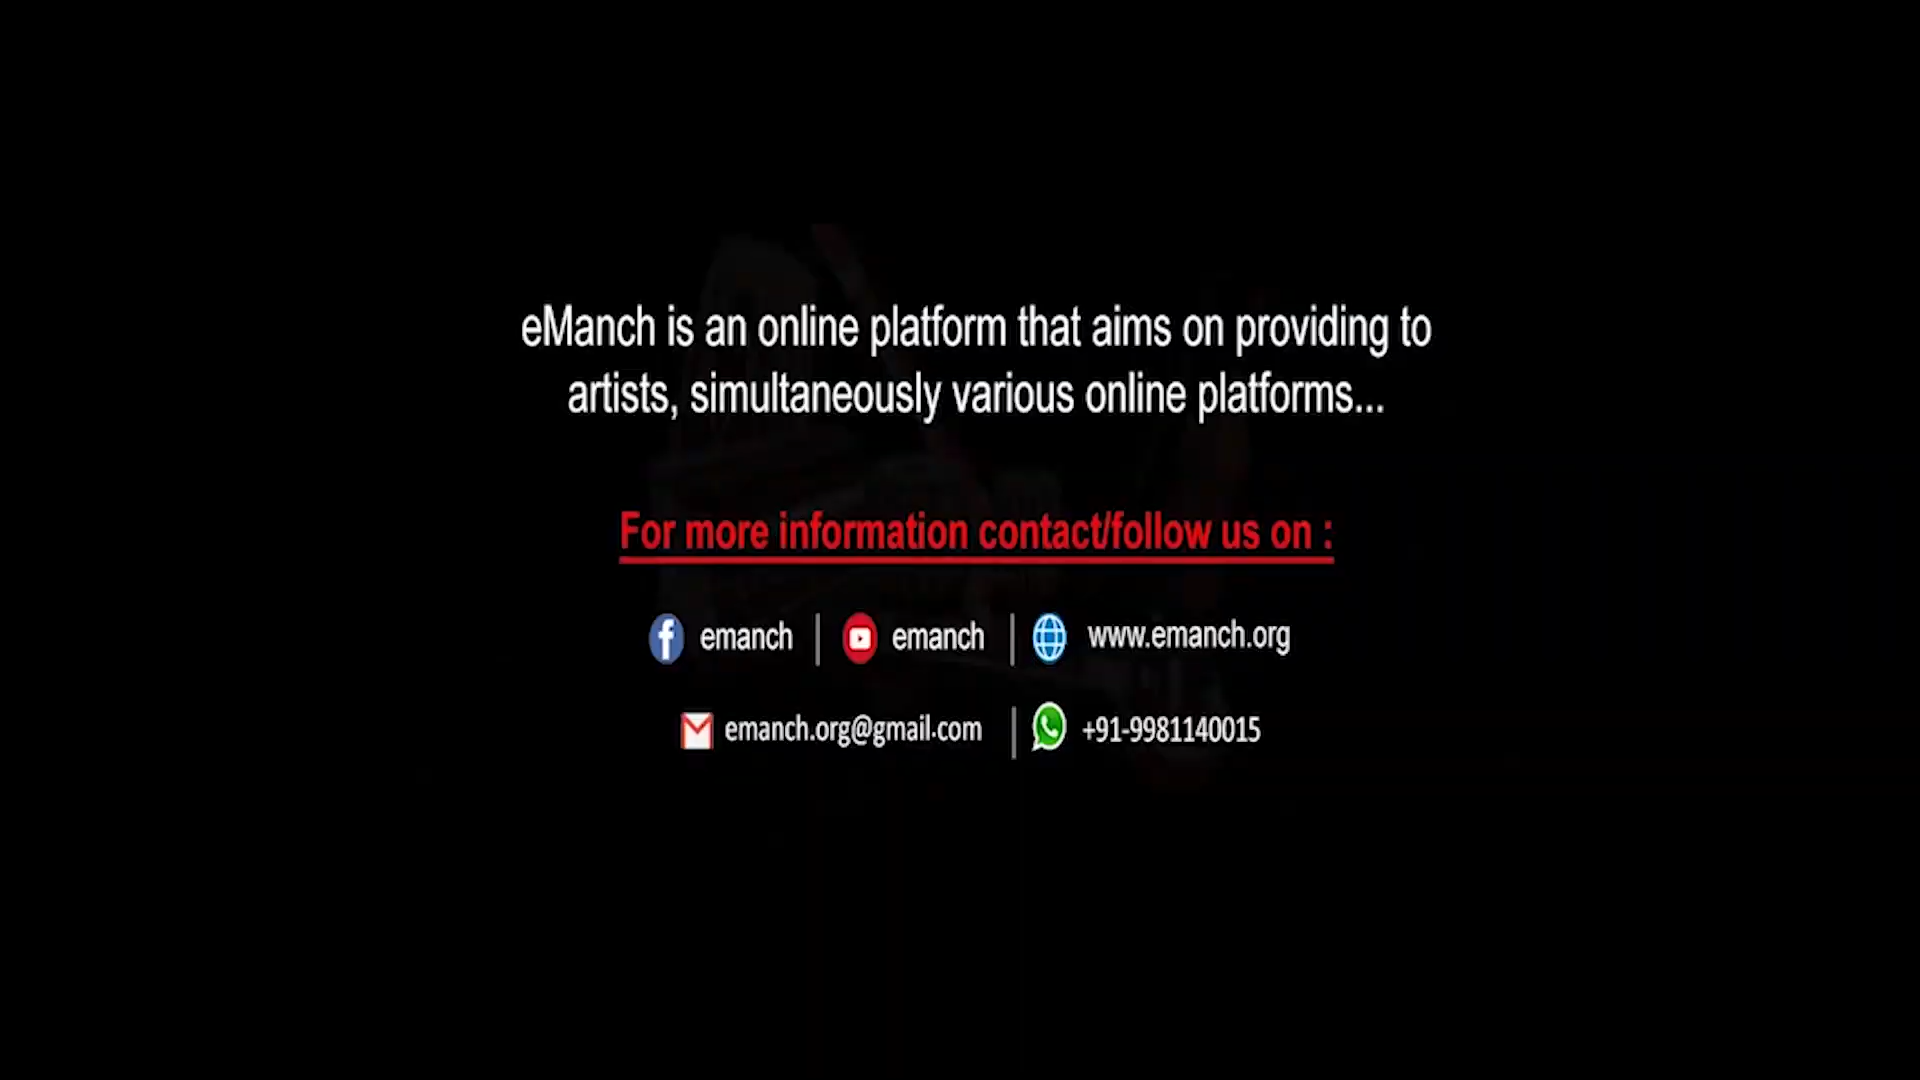 eManch is an online platform that aims on providing to
artists, simultaneously various online platforms...
For more information contact/follow us on :
emanch | emanch | www.emanch.org
emanch.org@gmail.com | +91-9981140015